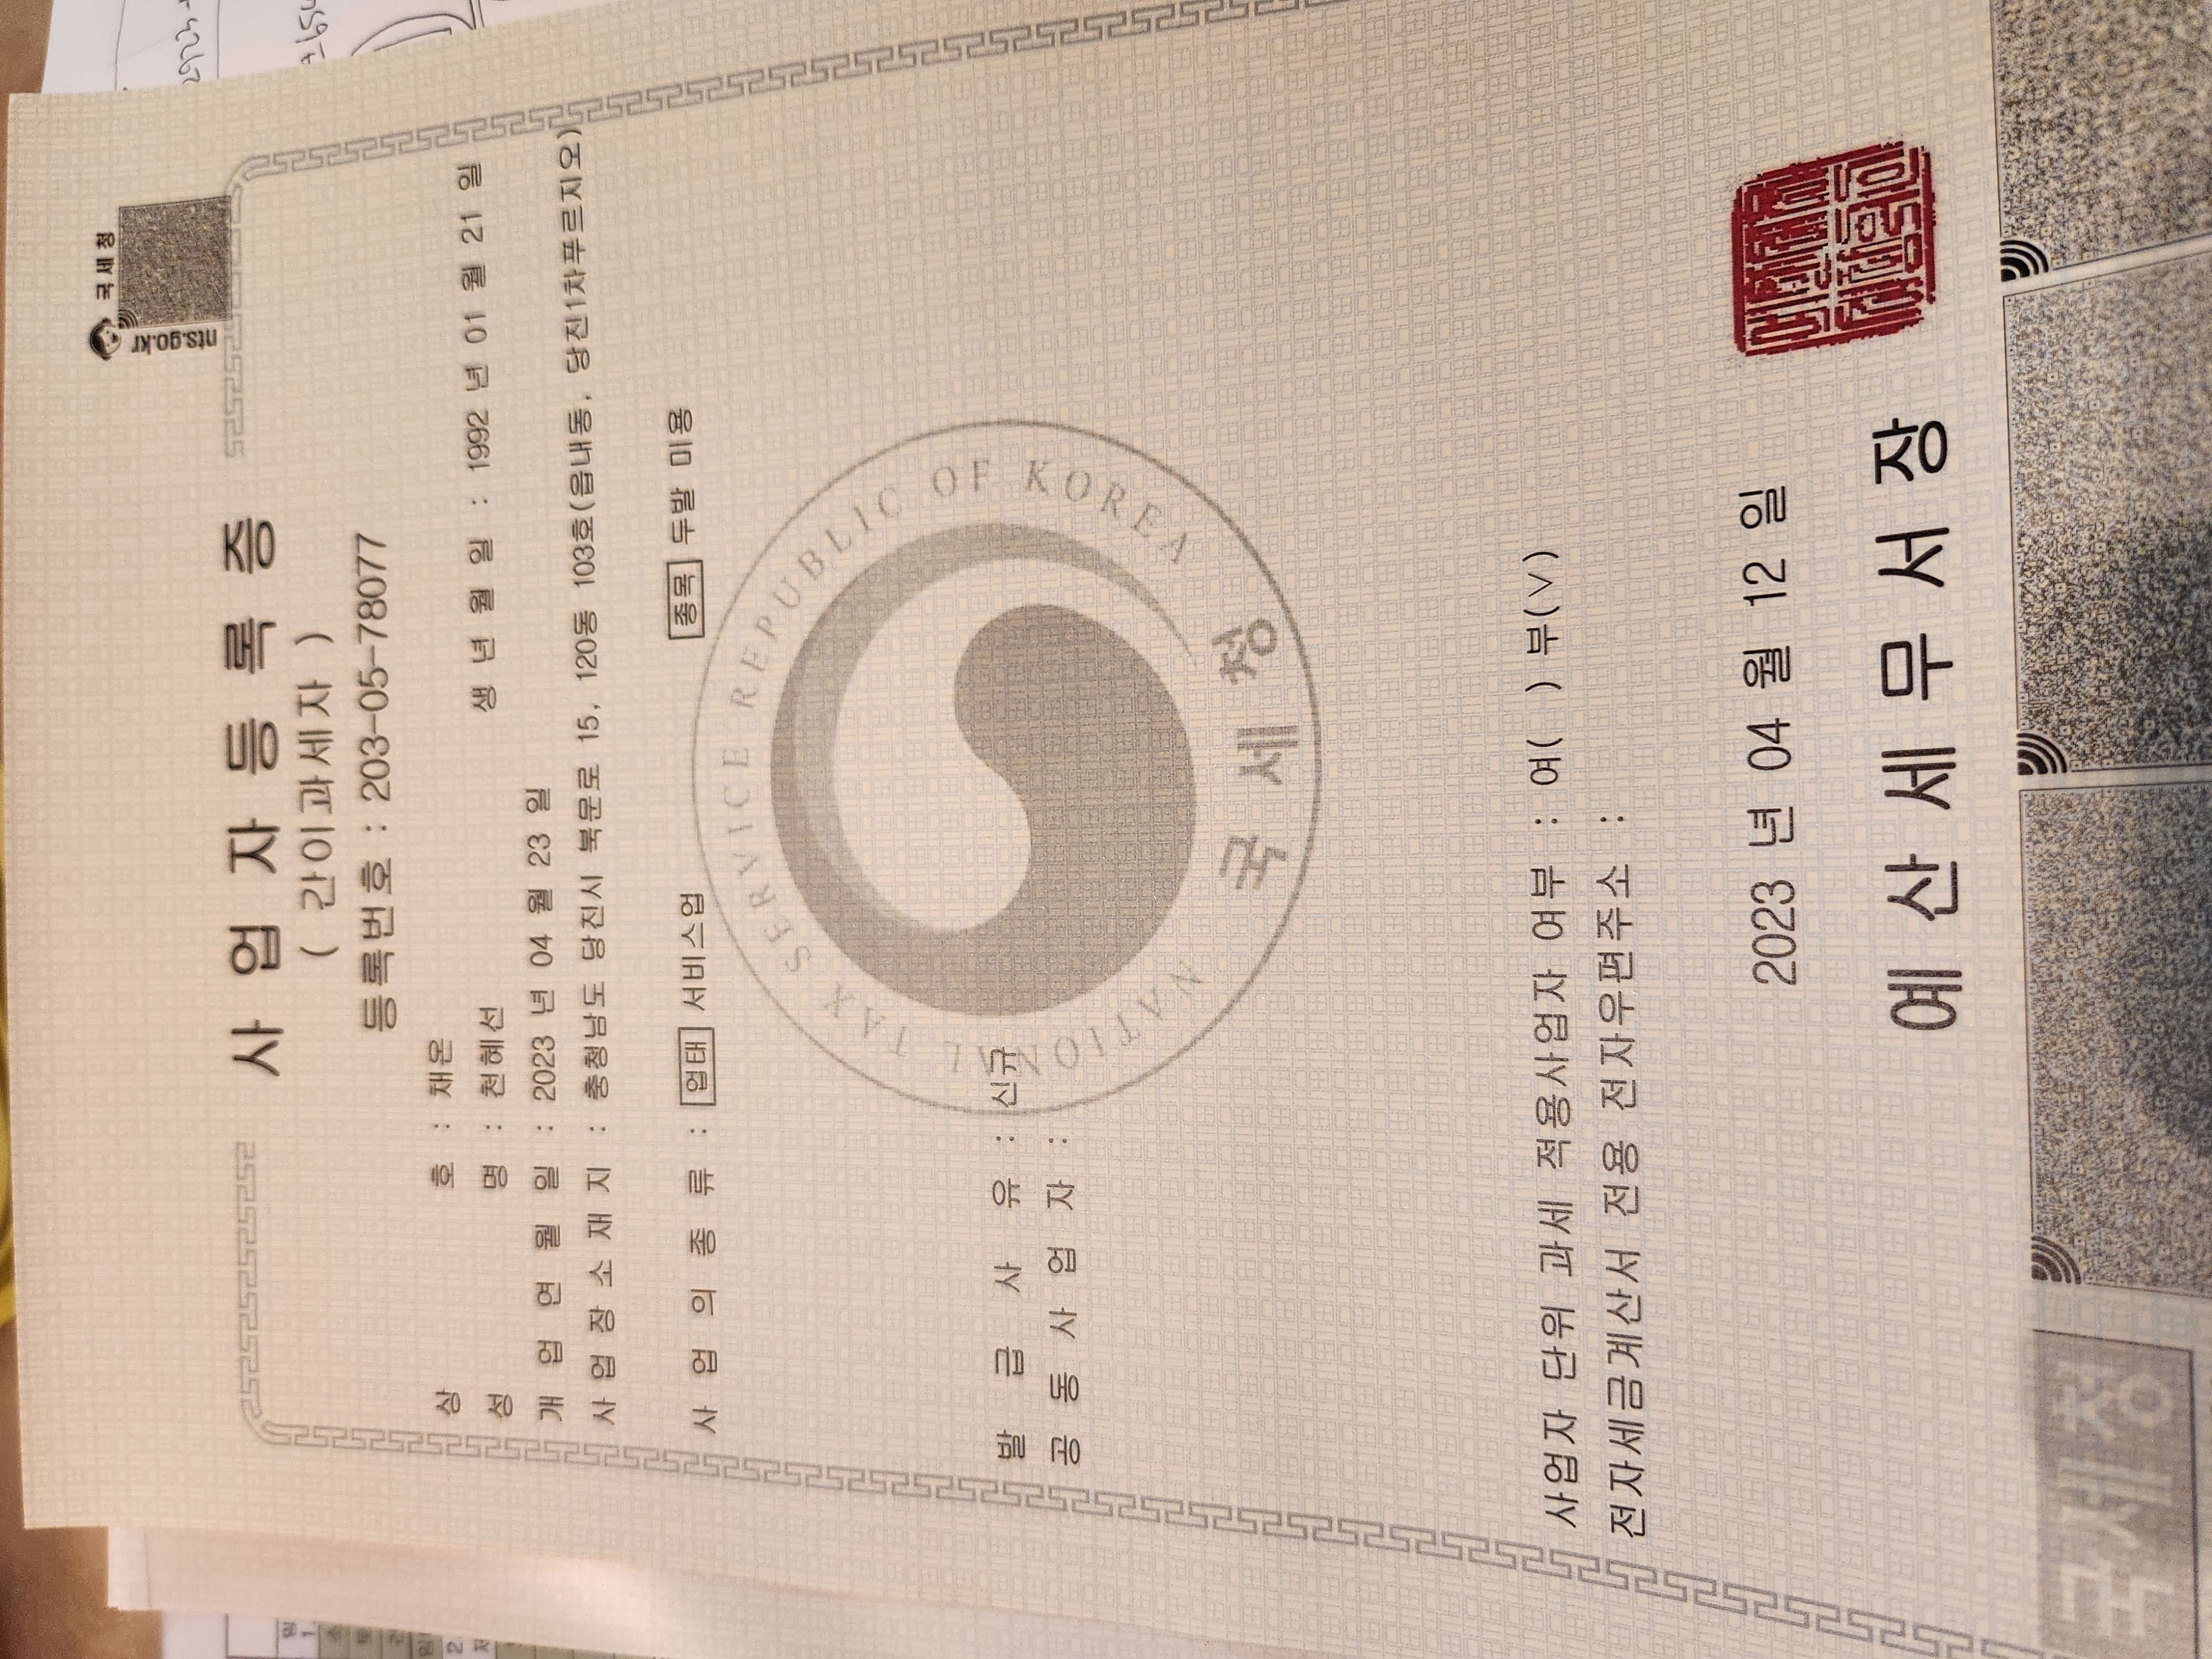 국세청
nts.go.kr
사 업 자 등 록 증
( 간이과세자 )
등록번호 : 203-05-78077
상 호 : 채온
성 명 : 천혜선 생 년 월 일 : 1992 년 01 월 21 일
개 업 연 월 일 : 2023 년 04 월 23 일
사 업 장 소 재 지 : 충청남도 당진시 북문로 15, 120동 103호(읍내동, 당진1차푸르지오)
사 업 의 종 류 : 업태 서비스업 종목 두발 미용
NATIONAL TAX SERVICE REPUBLIC OF KOREA
국세청
발 급 사 유 : 신규
공 동 사 업 자 :
사업자 단위 과세 적용사업자 여부 : 여( ) 부(∨)
전자세금계산서 전용 전자우편주소 :
2023 년 04 월 12 일
예 산 세 무 서 장
국세청